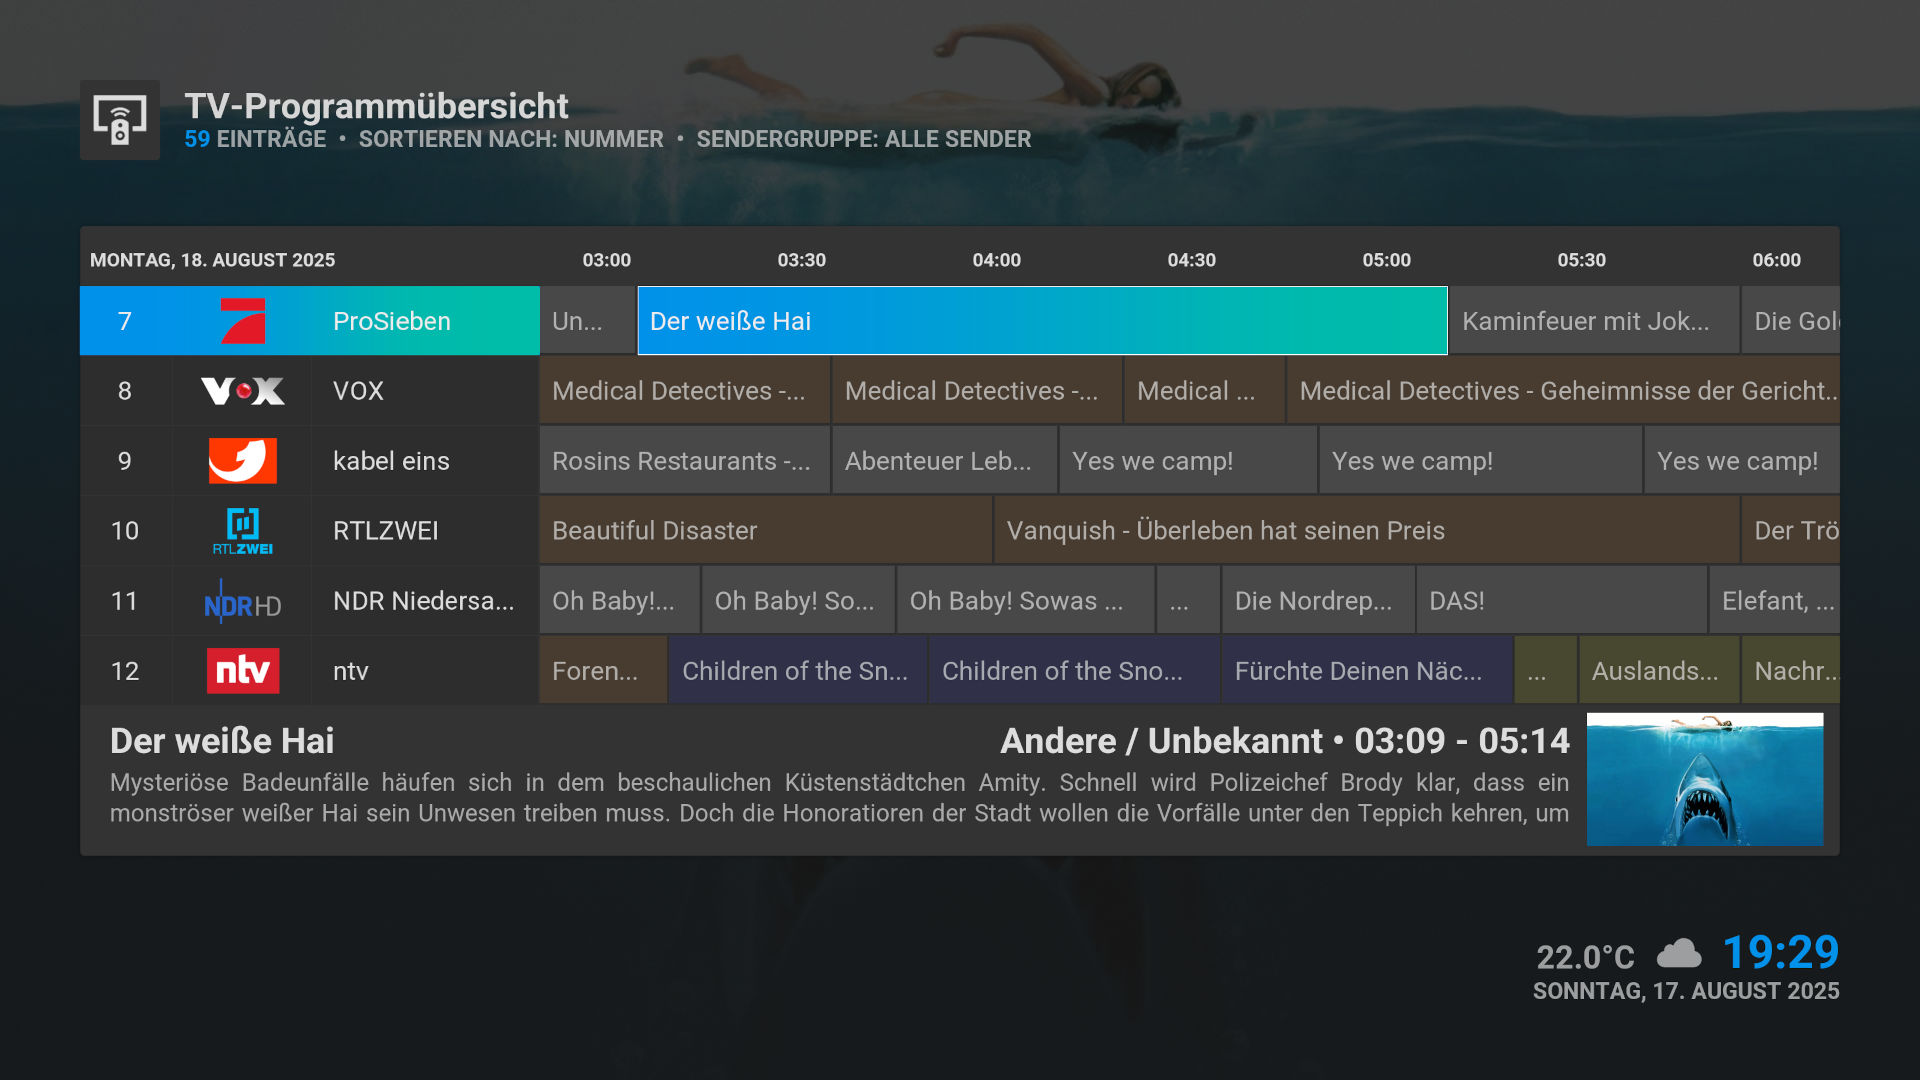 TV-Programmübersicht
59 EINTRÄGE • SORTIEREN NACH: NUMMER • SENDERGRUPPE: ALLE SENDER
MONTAG, 18. AUGUST 2025 03:00 03:30 04:00 04:30 05:00 05:30 06:00
7 ProSieben Un... Der weiße Hai Kaminfeuer mit Jok... Die Gol
8 VOX VOX Medical Detectives -... Medical Detectives -... Medical ... Medical Detectives - Geheimnisse der Gericht..
9 kabel eins Rosins Restaurants -... Abenteuer Leb... Yes we camp! Yes we camp! Yes we camp!
10 RTLZWEI RTLZWEI Beautiful Disaster Vanquish - Überleben hat seinen Preis Der Trö
11 NDR HD NDR Niedersa... Oh Baby!... Oh Baby! So... Oh Baby! Sowas ... ... Die Nordrep... DAS! Elefant, ...
12 ntv ntv Foren... Children of the Sn... Children of the Sno... Fürchte Deinen Näc... ... Auslands... Nachr..
Der weiße Hai Andere / Unbekannt • 03:09 - 05:14
Mysteriöse Badeunfälle häufen sich in dem beschaulichen Küstenstädtchen Amity. Schnell wird Polizeichef Brody klar, dass ein
monströser weißer Hai sein Unwesen treiben muss. Doch die Honoratioren der Stadt wollen die Vorfälle unter den Teppich kehren, um
22.0°C 19:29
SONNTAG, 17. AUGUST 2025